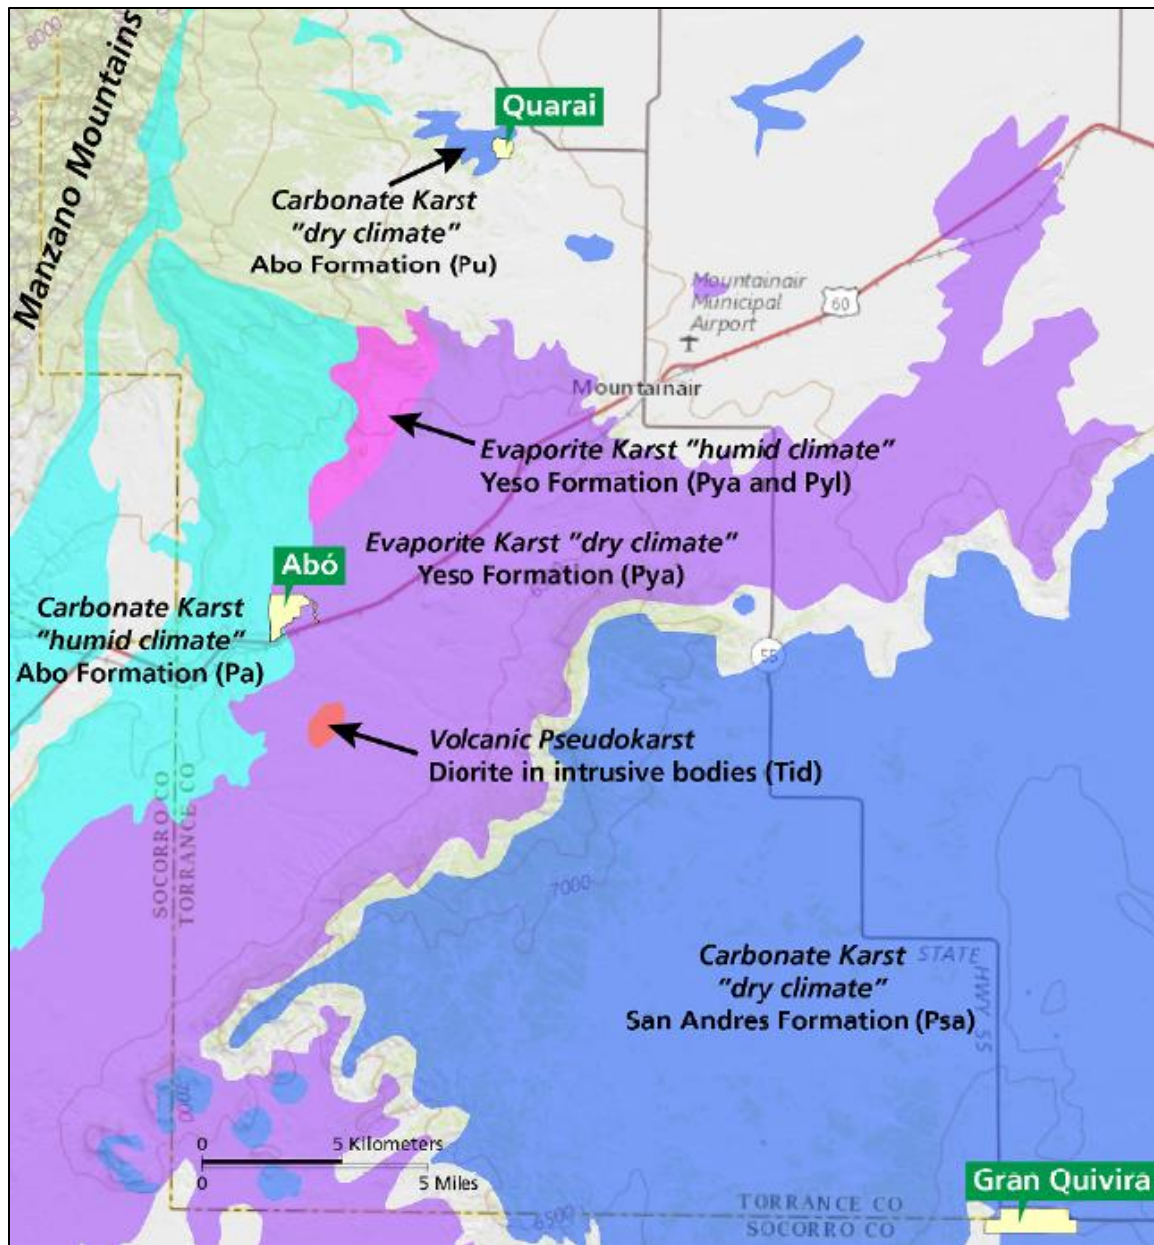 8000
Manzano Mountains
Quarai
Carbonate Karst
"dry climate"
Abo Formation (Pu)
Mountainair
Municipal
Airport
60
Mountainair
Evaporite Karst "humid climate"
Yeso Formation (Pya and Pyl)
Evaporite Karst "dry climate"
Yeso Formation (Pya)
Abó
Carbonate Karst
"humid climate"
Abo Formation (Pa)
55
Volcanic Pseudokarst
Diorite in intrusive bodies (Tid)
SOCORRO CO
TORRANCE CO
7000
Carbonate Karst
"dry climate"
San Andres Formation (Psa)
STATE
HWY 55
7000
0 5 Kilometers
0 5 Miles
6500
TORRANCE CO
SOCORRO CO
Gran Quivira